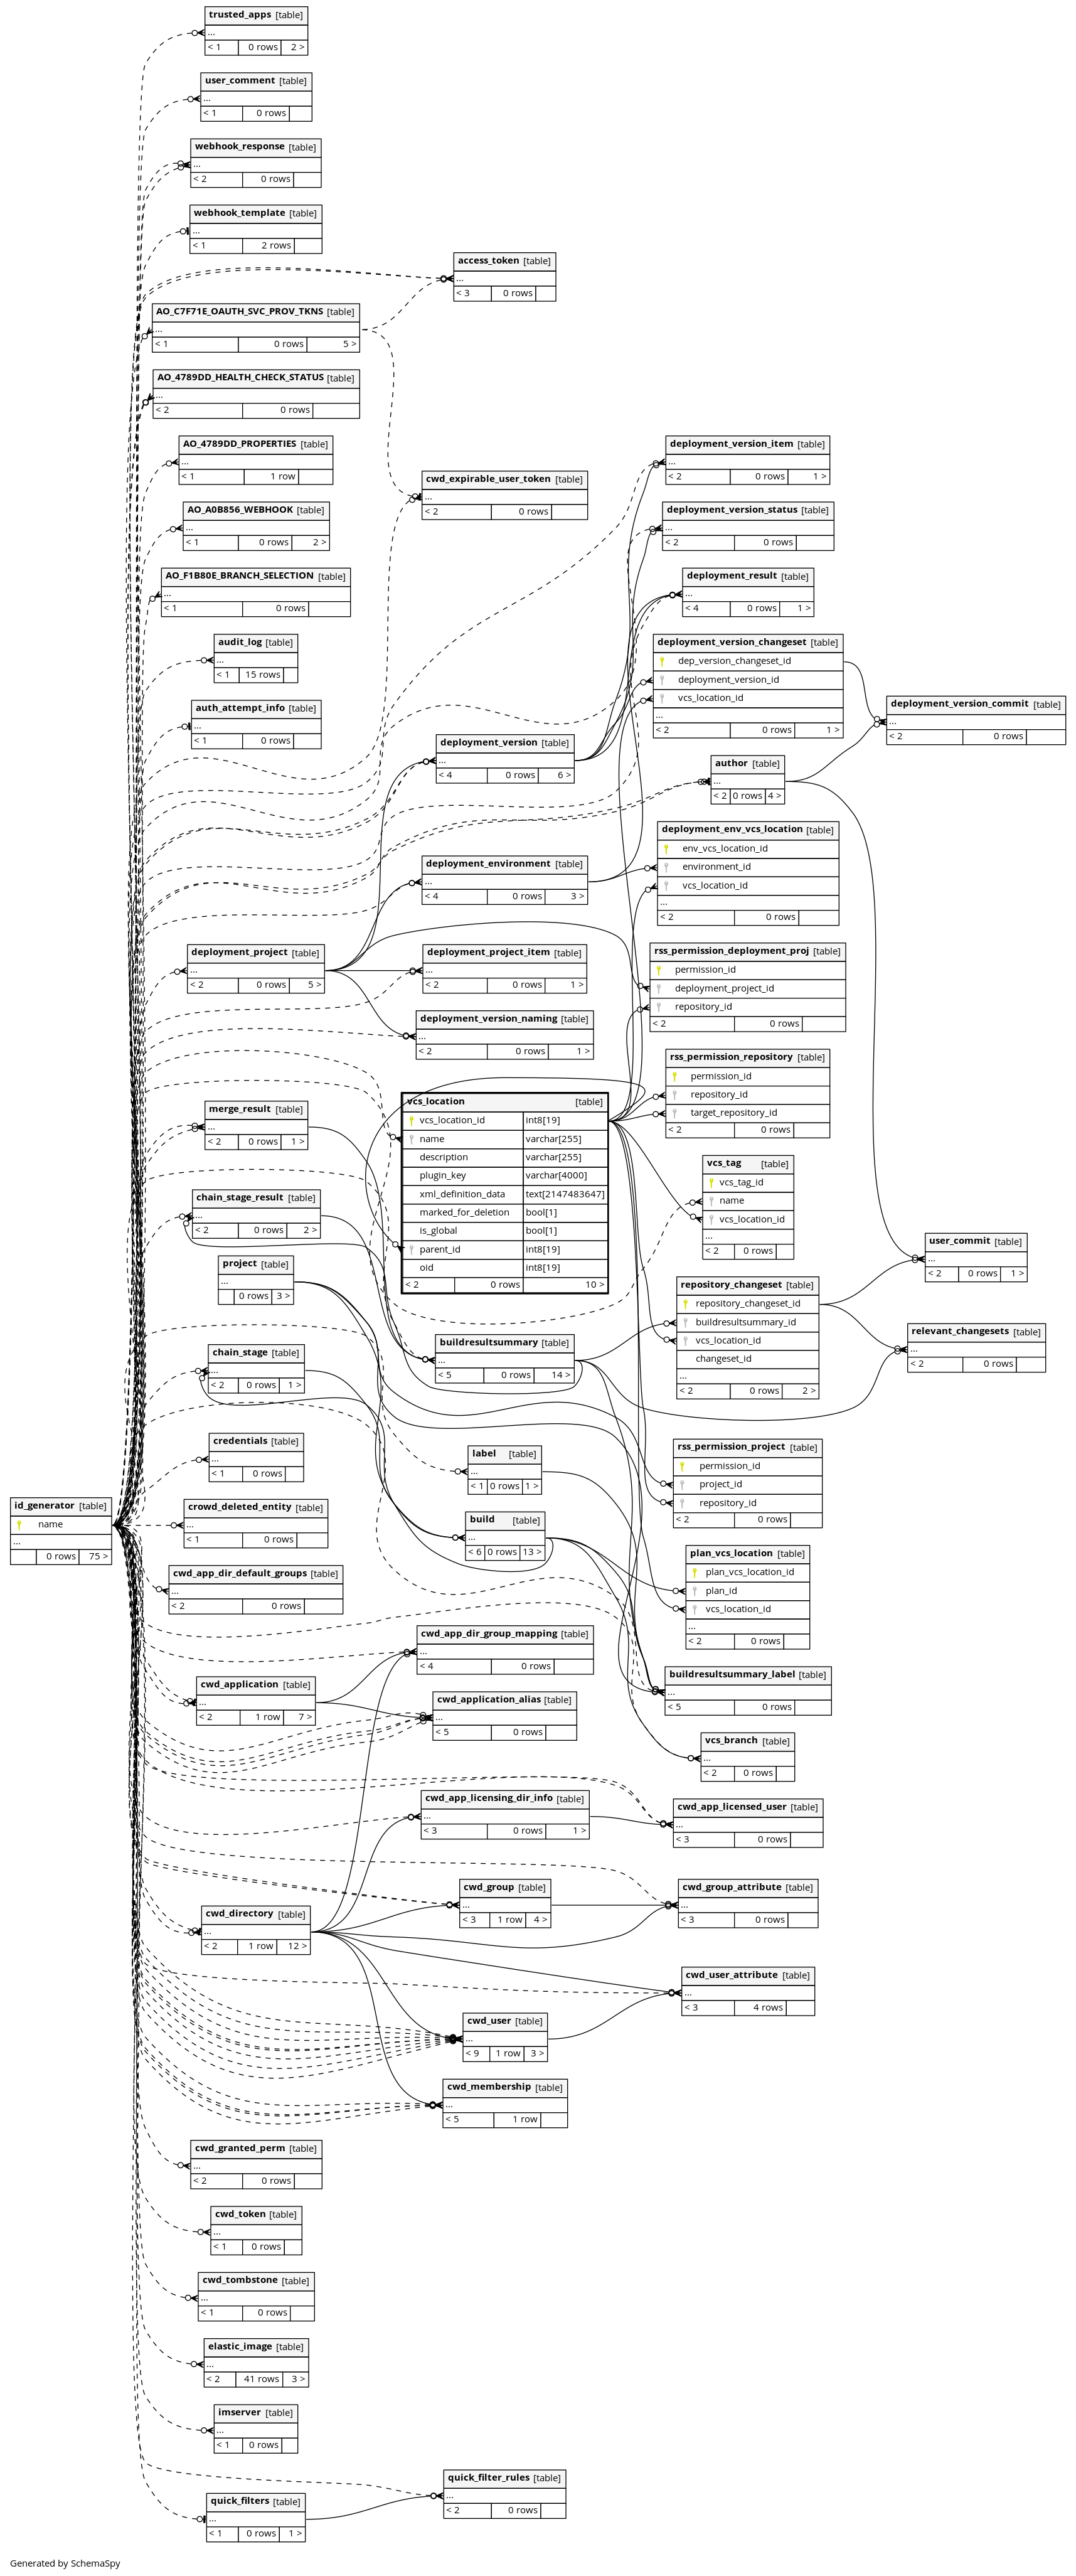 trusted_apps [table]
...
< 1 0 rows 2 >
user_comment [table]
...
< 1 0 rows
webhook_response [table]
...
< 2 0 rows
webhook_template [table]
...
< 1 2 rows
access_token [table]
...
< 3 0 rows
AO_C7F71E_OAUTH_SVC_PROV_TKNS [table]
...
< 1 0 rows 5 >
AO_4789DD_HEALTH_CHECK_STATUS [table]
...
< 2 0 rows
AO_4789DD_PROPERTIES [table]
...
< 1 1 row
AO_A0B856_WEBHOOK [table]
...
< 1 0 rows 2 >
AO_F1B80E_BRANCH_SELECTION [table]
...
< 1 0 rows
cwd_expirable_user_token [table]
...
< 2 0 rows
deployment_version_item [table]
...
< 2 0 rows 1 >
deployment_version_status [table]
...
< 2 0 rows
deployment_result [table]
...
< 4 0 rows 1 >
deployment_version_changeset [table]
dep_version_changeset_id
deployment_version_id
vcs_location_id
...
< 2 0 rows 1 >
deployment_version_commit [table]
...
< 2 0 rows
audit_log [table]
...
< 1 15 rows
auth_attempt_info [table]
...
< 1 0 rows
deployment_version [table]
...
< 4 0 rows 6 >
author [table]
...
< 2 0 rows 4 >
deployment_env_vcs_location [table]
env_vcs_location_id
environment_id
vcs_location_id
...
< 2 0 rows
deployment_environment [table]
...
< 4 0 rows 3 >
deployment_project [table]
...
< 2 0 rows 5 >
deployment_project_item [table]
...
< 2 0 rows 1 >
rss_permission_deployment_proj [table]
permission_id
deployment_project_id
repository_id
< 2 0 rows
deployment_version_naming [table]
...
< 2 0 rows 1 >
rss_permission_repository [table]
permission_id
repository_id
target_repository_id
< 2 0 rows
vcs_location [table]
vcs_location_id int8[19]
name varchar[255]
description varchar[255]
plugin_key varchar[4000]
xml_definition_data text[2147483647]
marked_for_deletion bool[1]
is_global bool[1]
parent_id int8[19]
oid int8[19]
< 2 0 rows 10 >
merge_result [table]
...
< 2 0 rows 1 >
chain_stage_result [table]
...
< 2 0 rows 2 >
project [table]
...
0 rows 3 >
vcs_tag [table]
vcs_tag_id
name
vcs_location_id
...
< 2 0 rows
user_commit [table]
...
< 2 0 rows 1 >
repository_changeset [table]
repository_changeset_id
buildresultsummary_id
vcs_location_id
changeset_id
...
< 2 0 rows 2 >
relevant_changesets [table]
...
< 2 0 rows
buildresultsummary [table]
...
< 5 0 rows 14 >
chain_stage [table]
...
< 2 0 rows 1 >
credentials [table]
...
< 1 0 rows
label [table]
...
< 1 0 rows 1 >
rss_permission_project [table]
permission_id
project_id
repository_id
< 2 0 rows
id_generator [table]
name
...
0 rows 75 >
crowd_deleted_entity [table]
...
< 1 0 rows
build [table]
...
< 6 0 rows 13 >
plan_vcs_location [table]
plan_vcs_location_id
plan_id
vcs_location_id
...
< 2 0 rows
cwd_app_dir_default_groups [table]
...
< 2 0 rows
cwd_app_dir_group_mapping [table]
...
< 4 0 rows
buildresultsummary_label [table]
...
< 5 0 rows
cwd_application [table]
...
< 2 1 row 7 >
cwd_application_alias [table]
...
< 5 0 rows
vcs_branch [table]
...
< 2 0 rows
cwd_app_licensing_dir_info [table]
...
< 3 0 rows 1 >
cwd_app_licensed_user [table]
...
< 3 0 rows
cwd_group [table]
...
< 3 1 row 4 >
cwd_group_attribute [table]
...
< 3 0 rows
cwd_directory [table]
...
< 2 1 row 12 >
cwd_user_attribute [table]
...
< 3 4 rows
cwd_user [table]
...
< 9 1 row 3 >
cwd_membership [table]
...
< 5 1 row
cwd_granted_perm [table]
...
< 2 0 rows
cwd_token [table]
...
< 1 0 rows
cwd_tombstone [table]
...
< 1 0 rows
elastic_image [table]
...
< 2 41 rows 3 >
imserver [table]
...
< 1 0 rows
quick_filter_rules [table]
...
< 2 0 rows
quick_filters [table]
...
< 1 0 rows 1 >
Generated by SchemaSpy